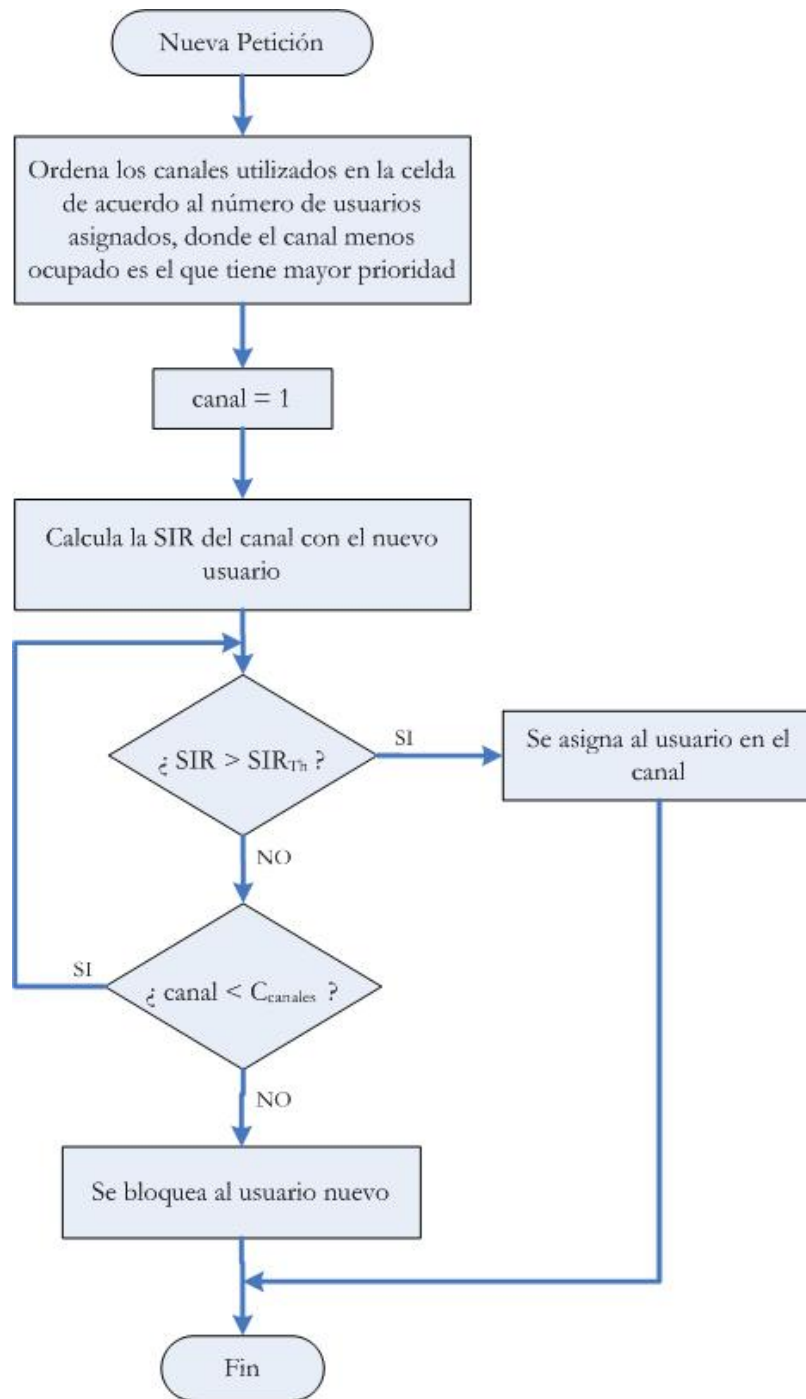 Nueva Petición
Ordena los canales utilizados en la celda
de acuerdo al número de usuarios
asignados, donde el canal menos
ocupado es el que tiene mayor prioridad
canal = 1
Calcula la SIR del canal con el nuevo
usuario
¿ SIR > SIR_Th ?
SI
Se asigna al usuario en el
canal
NO
SI
¿ canal < C_canales ?
NO
Se bloquea al usuario nuevo
Fin